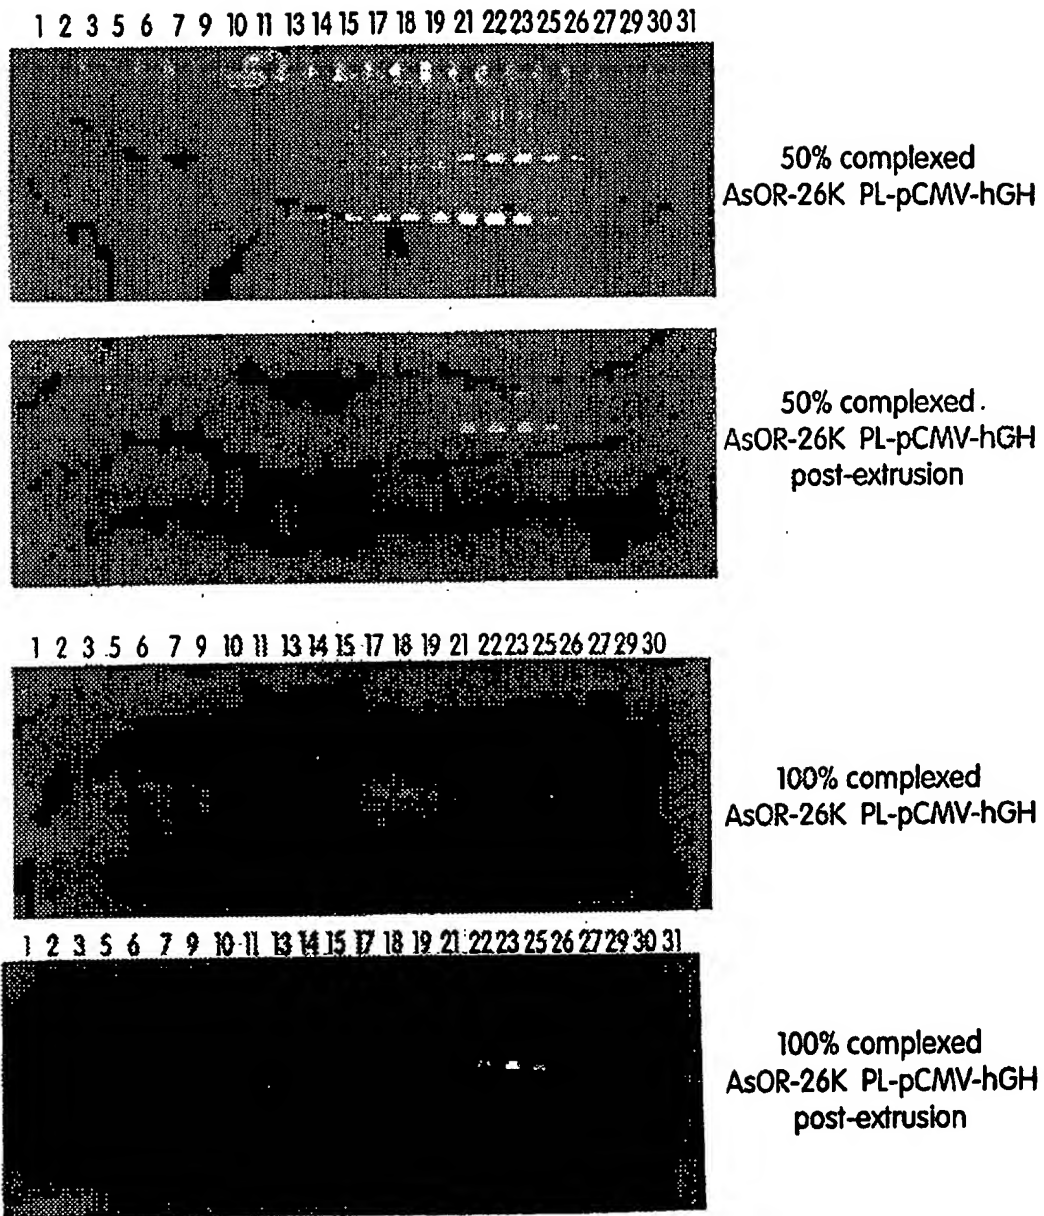 1 2 3 5 6 7 9 10 11 13 14 15 17 18 19 21 22 23 25 26 27 29 30 31
50% complexed
AsOR-26K PL-pCMV-hGH
50% complexed.
AsOR-26K PL-pCMV-hGH
post-extrusion
1 2 3 5 6 7 9 10 11 13 14 15 17 18 19 21 22 23 25 26 27 29 30
100% complexed
AsOR-26K PL-pCMV-hGH
1 2 3 5 6 7 9 10 11 13 14 15 17 18 19 21 22 23 25 26 27 29 30 31
100% complexed
AsOR-26K PL-pCMV-hGH
post-extrusion